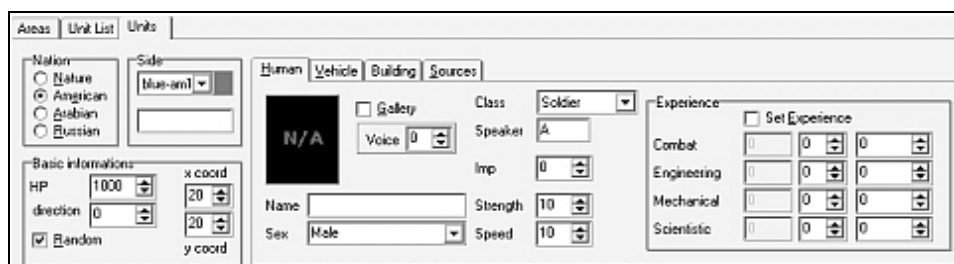 Areas Unit List Units
Nation
Nature
American
Arabian
Russian
Side
blue-am1
Basic informations
HP 1000
direction 0
Random
x coord
20
20
y coord
Human Vehicle Building Sources
N/A
Gallery
Voice 0
Name
Sex Male
Class Soldier
Speaker A
Imp 0
Strength 10
Speed 10
Experience
Set Experience
Combat 0 0 0
Engineering 0 0 0
Mechanical 0 0 0
Scientistic 0 0 0